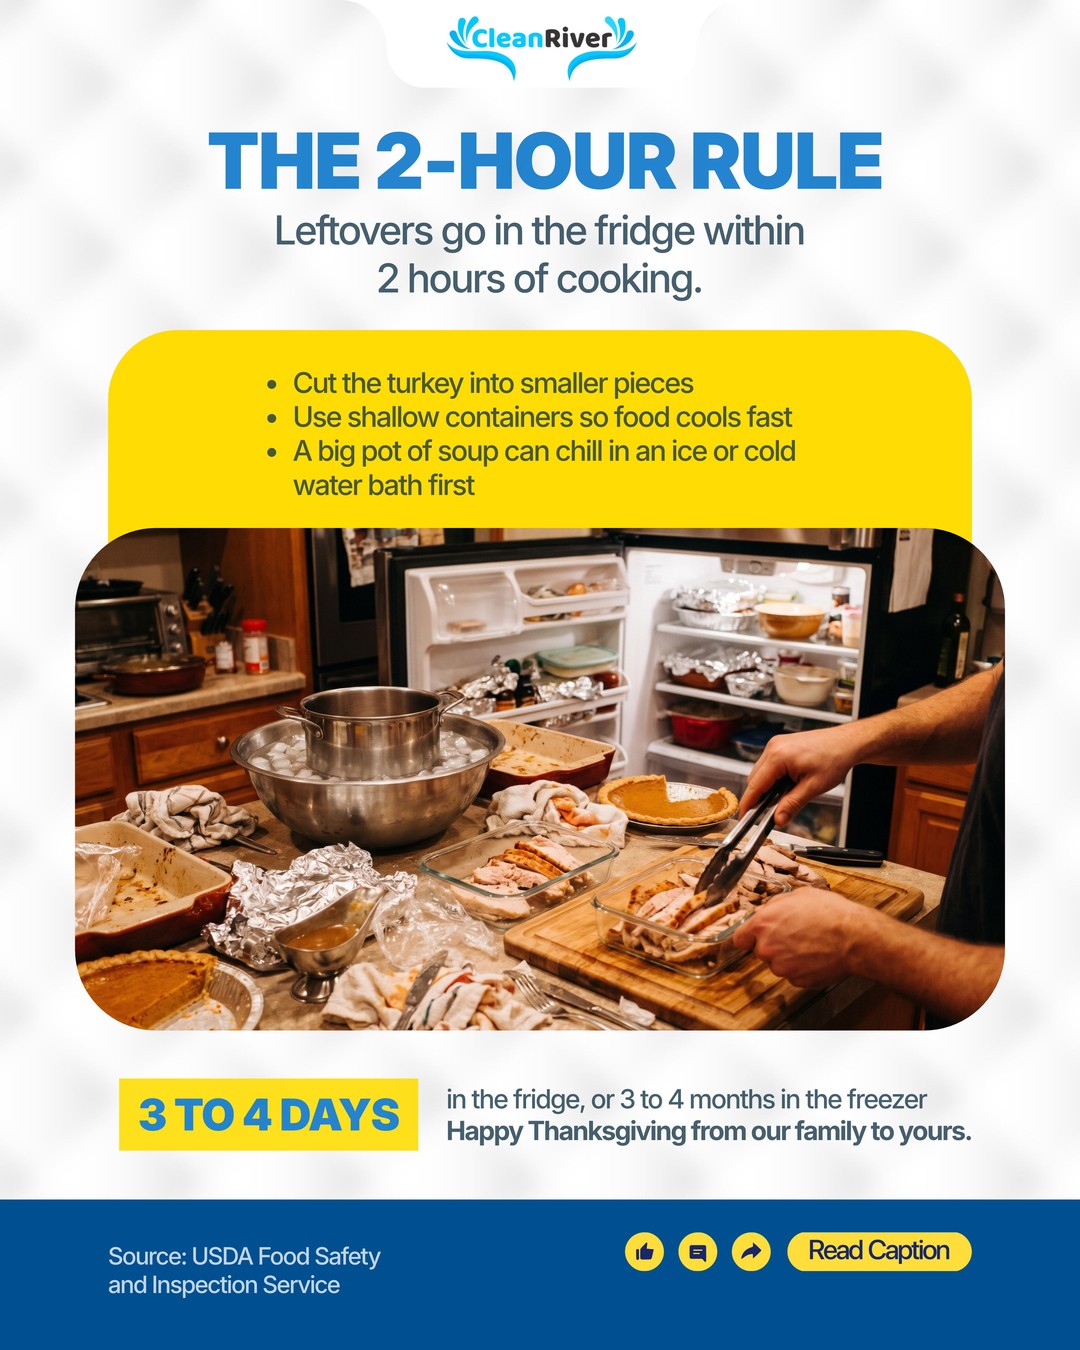 CleanRiver
THE 2-HOUR RULE
Leftovers go in the fridge within
2 hours of cooking.
• Cut the turkey into smaller pieces
• Use shallow containers so food cools fast
• A big pot of soup can chill in an ice or cold
water bath first
3 TO 4 DAYS
in the fridge, or 3 to 4 months in the freezer
Happy Thanksgiving from our family to yours.
Source: USDA Food Safety
and Inspection Service
Read Caption